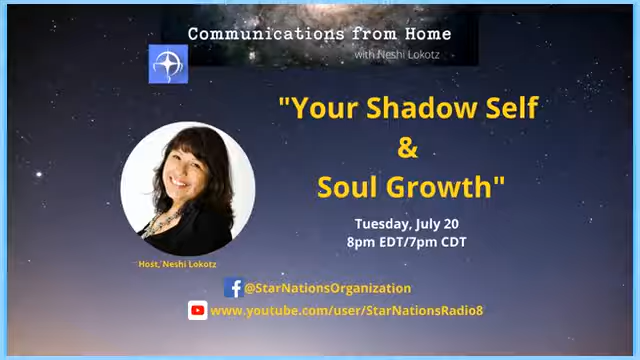 Communications from Home
with Neshi Lokotz
"Your Shadow Self
&
Soul Growth"
Tuesday, July 20
8pm EDT/7pm CDT
Host, Neshi Lokotz
@StarNationsOrganization
www.youtube.com/user/StarNationsRadio8